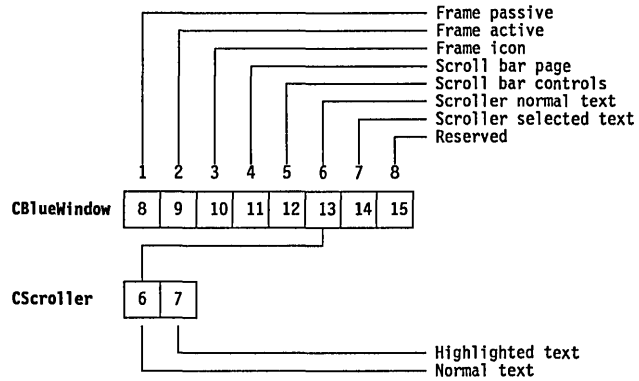 Frame passive
Frame active
Frame icon
Scroll bar page
Scroll bar controls
Scroller normal text
Scroller selected text
Reserved
1 2 3 4 5 6 7 8
CBlueWindow 8 9 10 11 12 13 14 15
CScroller 6 7
Highlighted text
Normal text